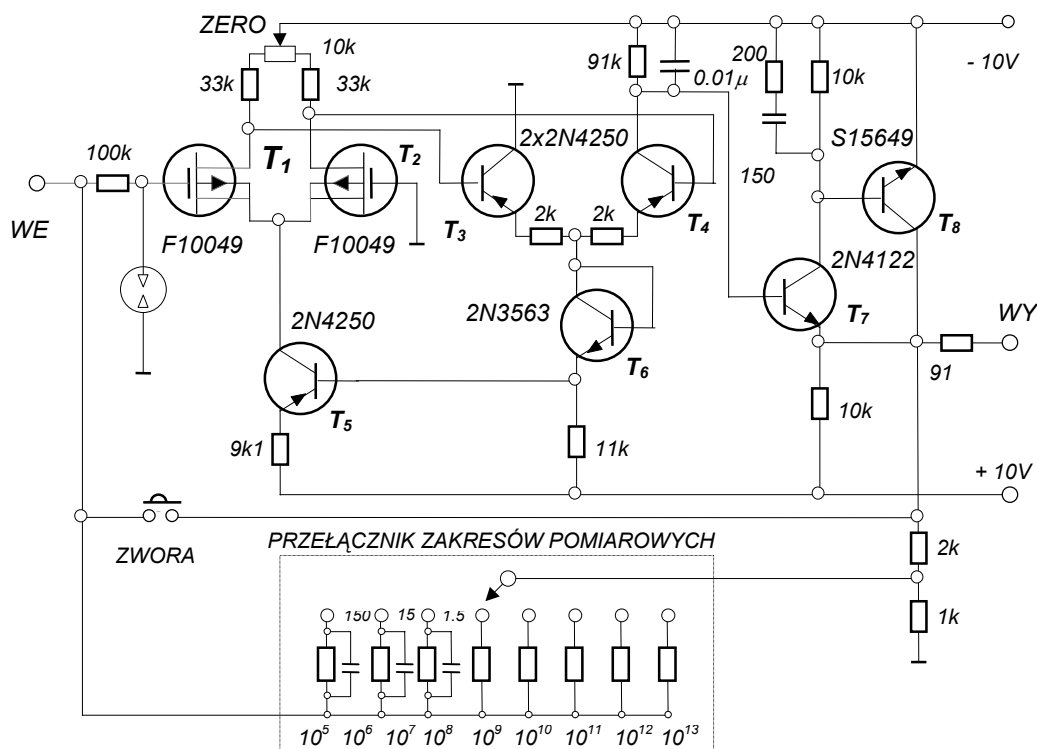 ZERO
10k
33k
33k
91k
0.01μ
200
10k
- 10V
100k
T1
T2
2x2N4250
150
S15649
WE
F10049
F10049
T3
2k
2k
T4
T8
2N4122
2N4250
2N3563
T7
WY
T5
T6
91
9k1
11k
10k
+ 10V
ZWORA
PRZEŁĄCZNIK ZAKRESÓW POMIAROWYCH
2k
150
15
1.5
1k
10^5
10^6
10^7
10^8
10^9
10^10
10^11
10^12
10^13